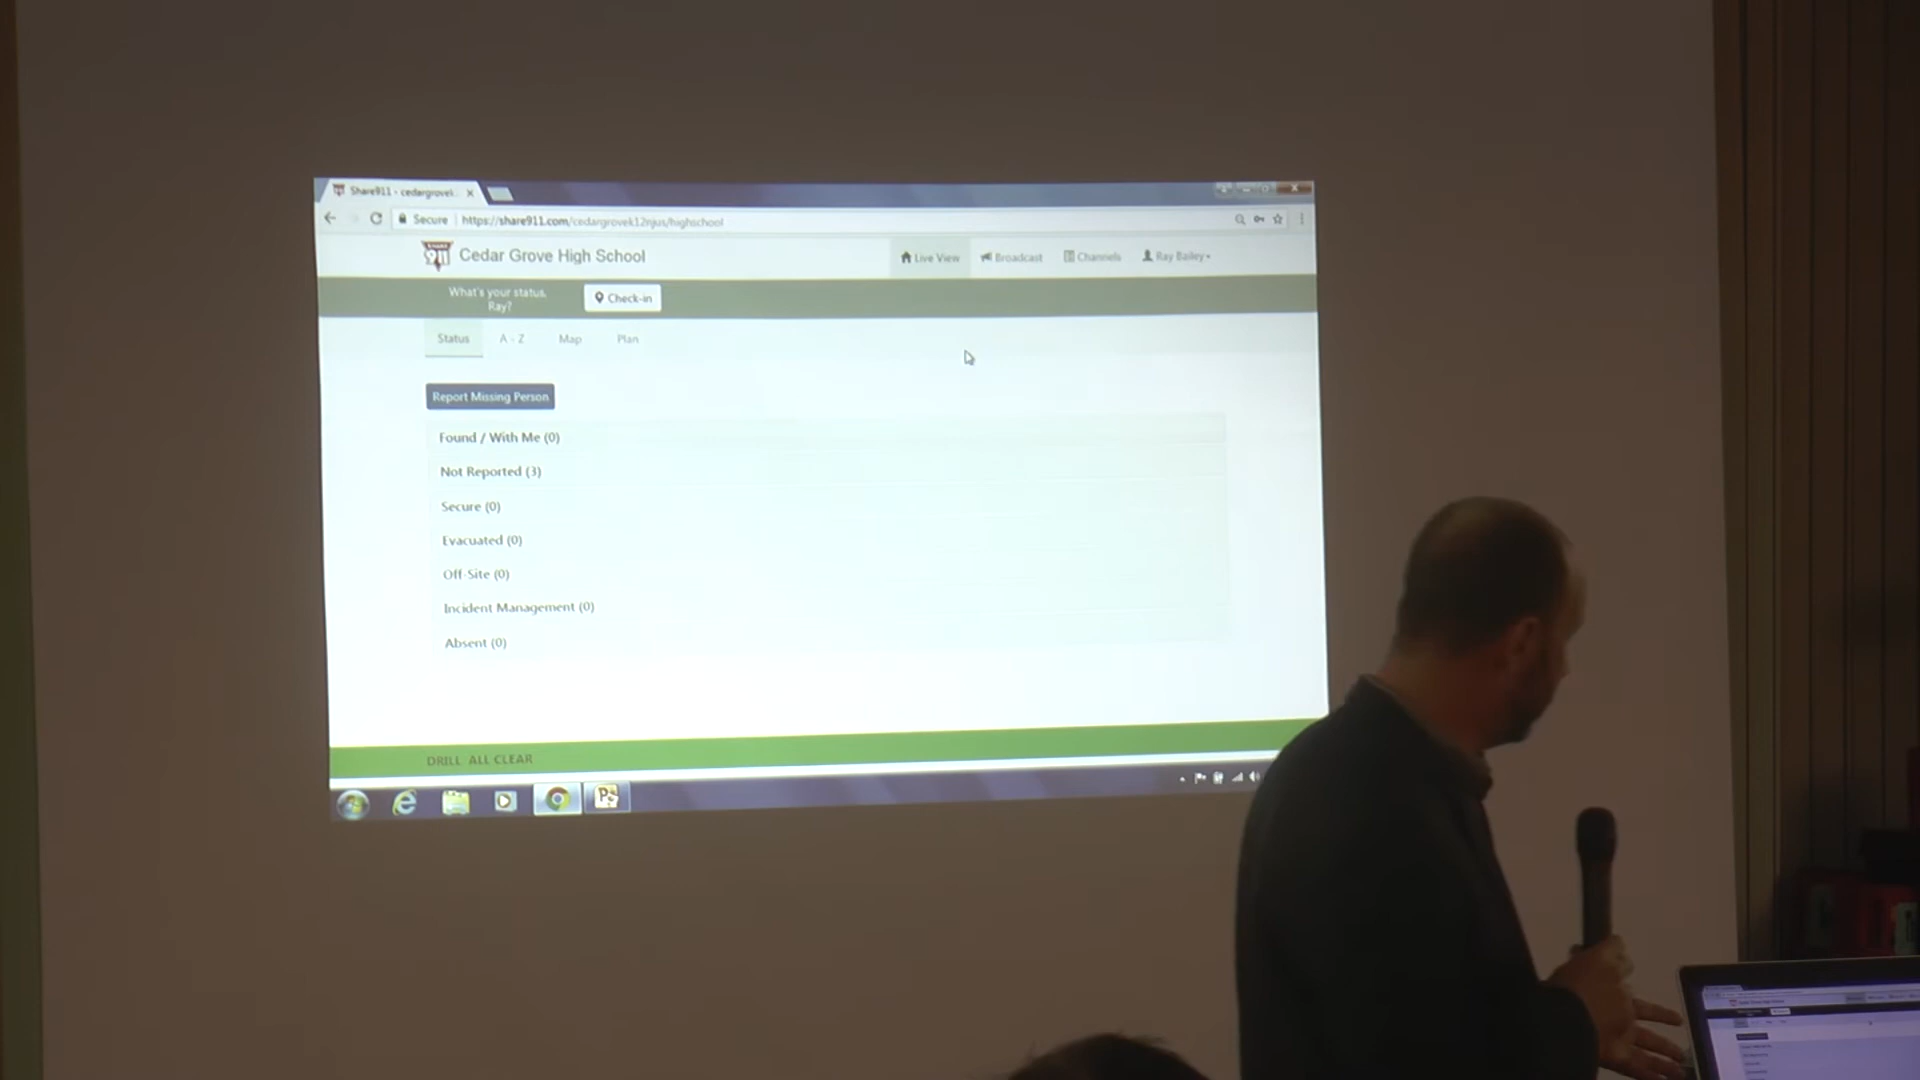 Share911 - cedargrovek
Secure https://share911.com/cedargrovek12njus/highschool
911 Cedar Grove High School
Live View Broadcast Channels Ray Bailey
What's your status, Ray?
Check-in
Status A - Z Map Plan
Report Missing Person
Found / With Me (0)
Not Reported (3)
Secure (0)
Evacuated (0)
Off-Site (0)
Incident Management (0)
Absent (0)
DRILL ALL CLEAR